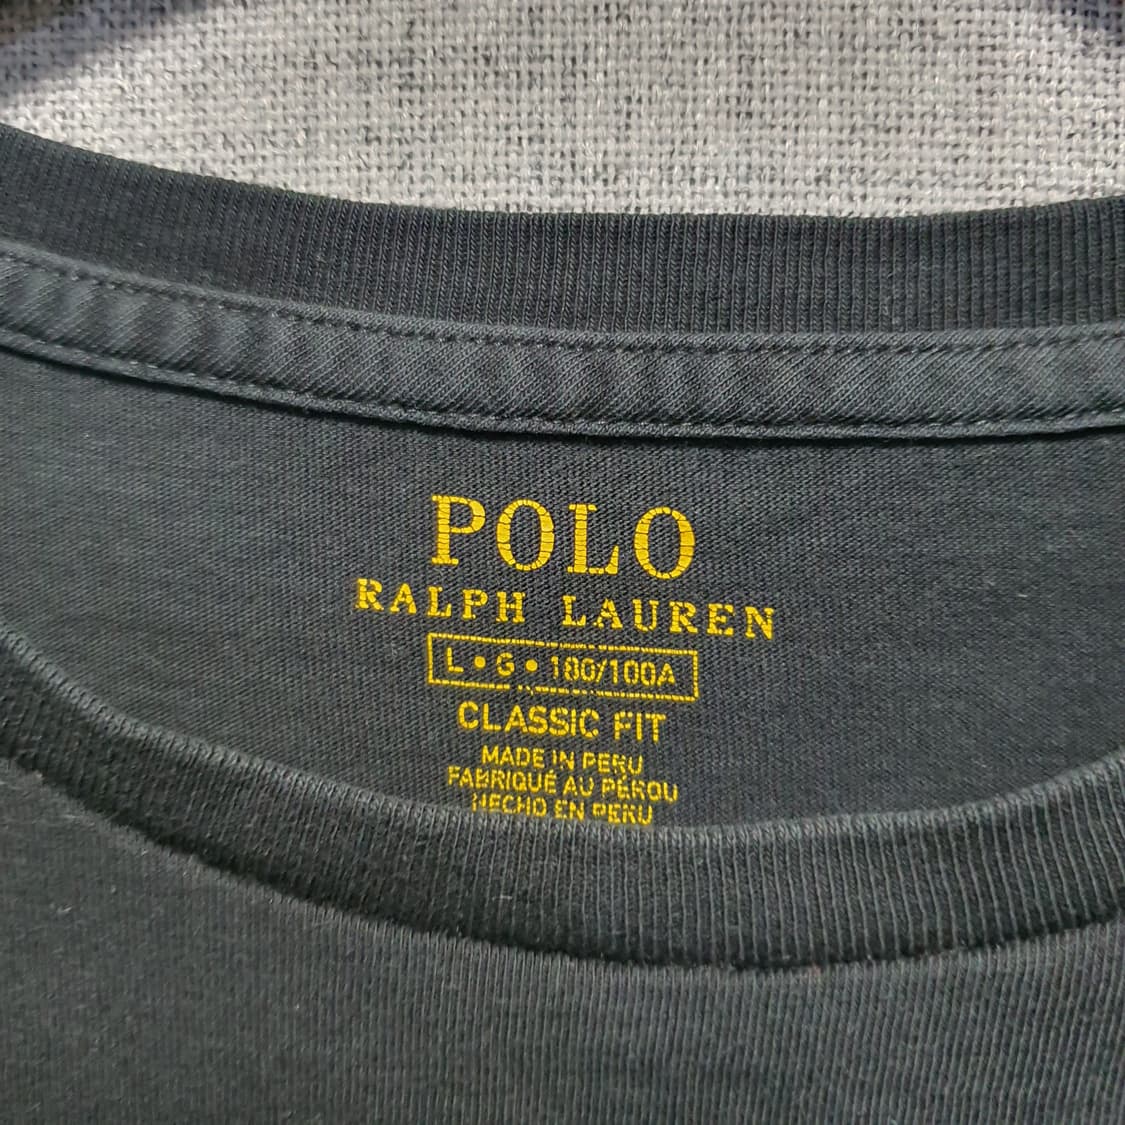 POLO
RALPH LAUREN
L • G • 180/100A
CLASSIC FIT
MADE IN PERU
FABRIQUÉ AU PÉROU
HECHO EN PERU